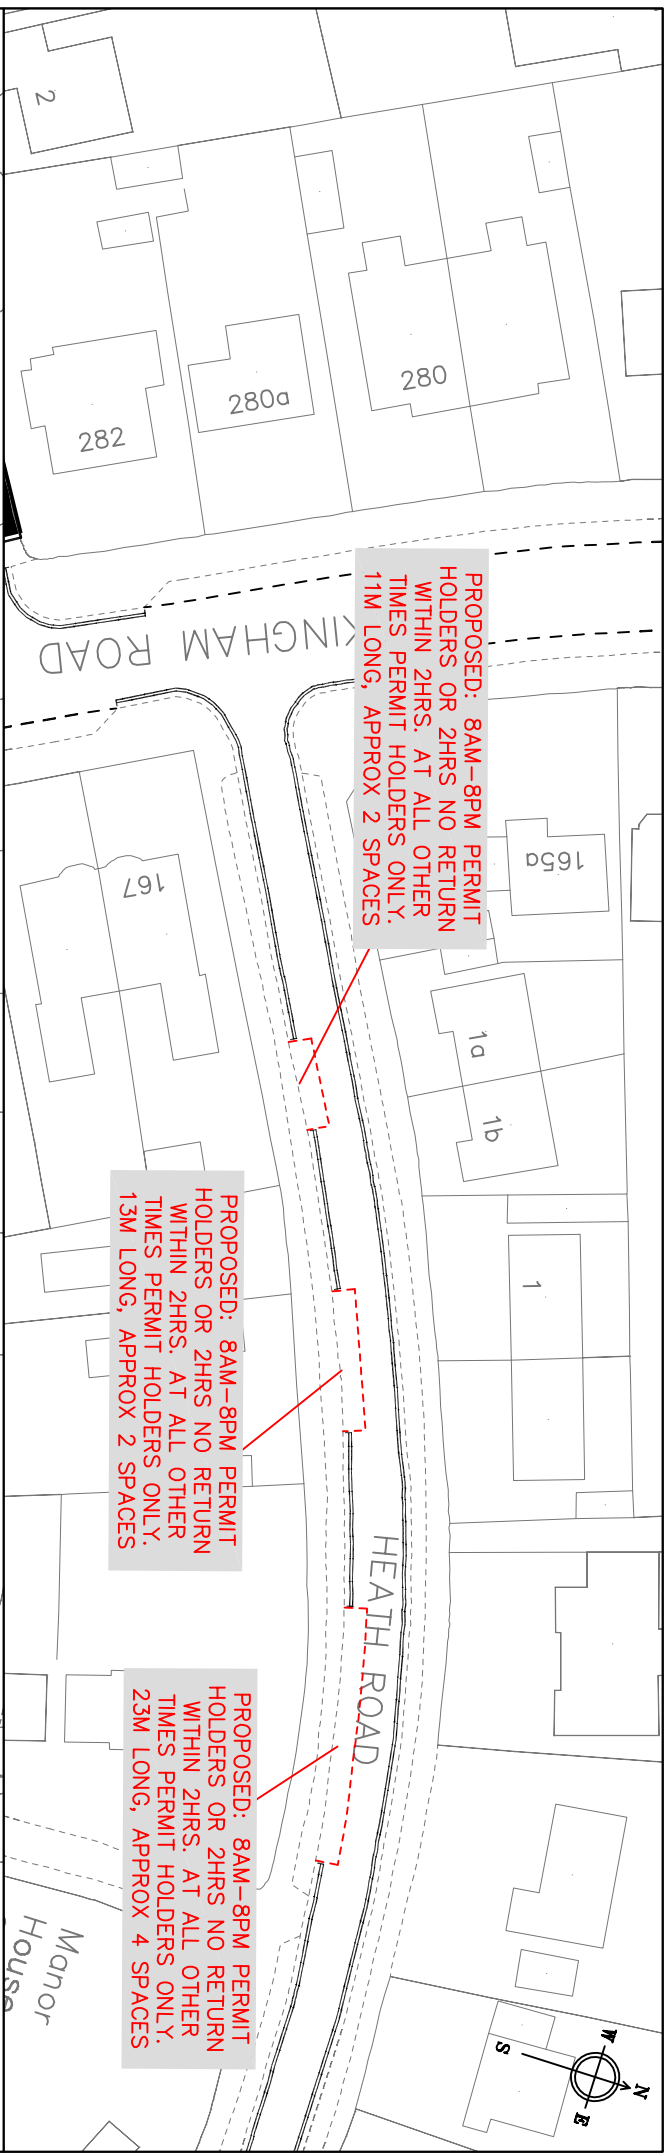 2
282
280a
280
KINGHAM ROAD
PROPOSED: 8AM-8PM PERMIT
HOLDERS OR 2HRS NO RETURN
WITHIN 2HRS. AT ALL OTHER
TIMES PERMIT HOLDERS ONLY.
11M LONG, APPROX 2 SPACES
167
165a
1a
1b
1
PROPOSED: 8AM-8PM PERMIT
HOLDERS OR 2HRS NO RETURN
WITHIN 2HRS. AT ALL OTHER
TIMES PERMIT HOLDERS ONLY.
13M LONG, APPROX 2 SPACES
HEATH ROAD
PROPOSED: 8AM-8PM PERMIT
HOLDERS OR 2HRS NO RETURN
WITHIN 2HRS. AT ALL OTHER
TIMES PERMIT HOLDERS ONLY.
23M LONG, APPROX 4 SPACES
Manor
House
N
W
E
S